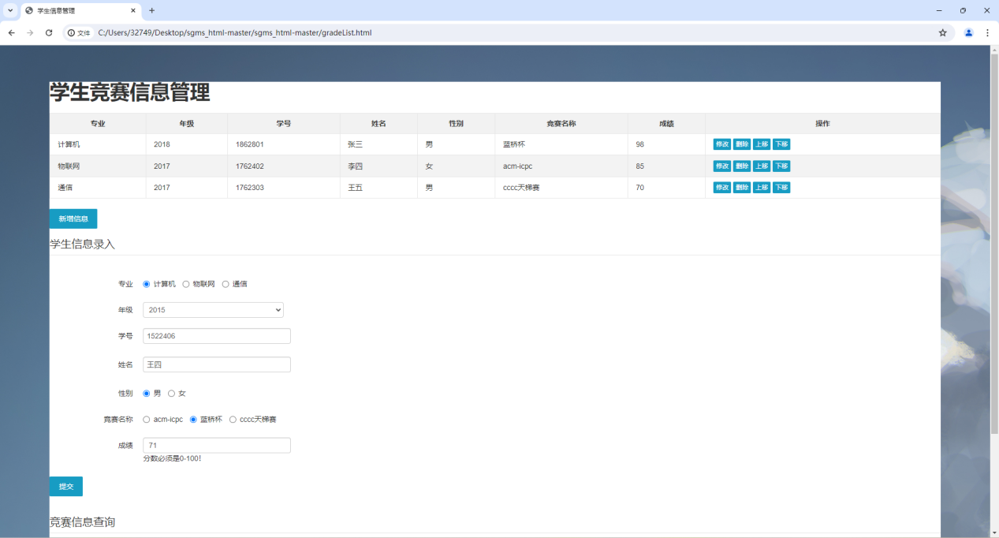 学生信息管理
文件 C:/Users/32749/Desktop/sgms_html-master/sgms_html-master/gradeList.html
学生竞赛信息管理
专业 年级 学号 姓名 性别 竞赛名称 成绩 操作
计算机 2018 1862801 张三 男 蓝桥杯 98 修改 删除 上移 下移
物联网 2017 1762402 李四 女 acm-icpc 85 修改 删除 上移 下移
通信 2017 1762303 王五 男 cccc天梯赛 70 修改 删除 上移 下移
新增信息
学生信息录入
专业 计算机 物联网 通信
年级 2015
学号 1522406
姓名 王四
性别 男 女
竞赛名称 acm-icpc 蓝桥杯 cccc天梯赛
成绩 71
分数必须是0-100!
提交
竞赛信息查询